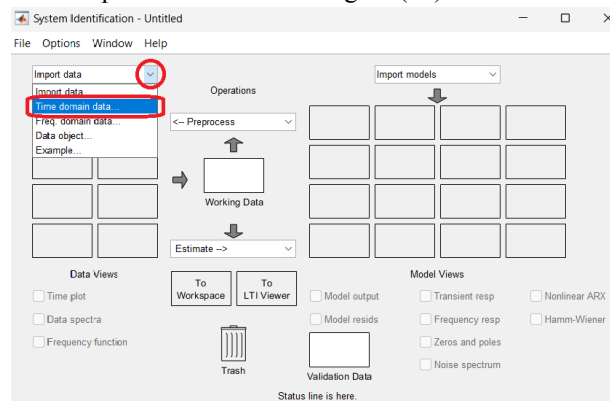 System Identification - Untitled
File Options Window Help
Import data
Import data
Time domain data...
Freq. domain data...
Data object...
Example...
Operations
<-- Preprocess
Working Data
Estimate -->
Import models
Data Views
Time plot
Data spectra
Frequency function
To Workspace
To LTI Viewer
Trash
Validation Data
Model Views
Model output
Model resids
Transient resp
Frequency resp
Zeros and poles
Noise spectrum
Nonlinear ARX
Hamm-Wiener
Status line is here.